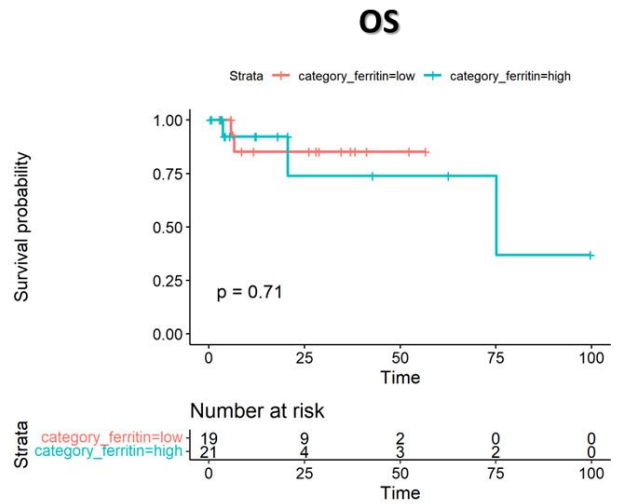 OS
Strata category_ferritin=low category_ferritin=high
1.00
0.75
0.50
0.25
0.00
Survival probability
p = 0.71
0 25 50 75 100
Time
Number at risk
Strata
category_ferritin=low 19 9 2 0 0
category_ferritin=high 21 4 3 2 0
0 25 50 75 100
Time